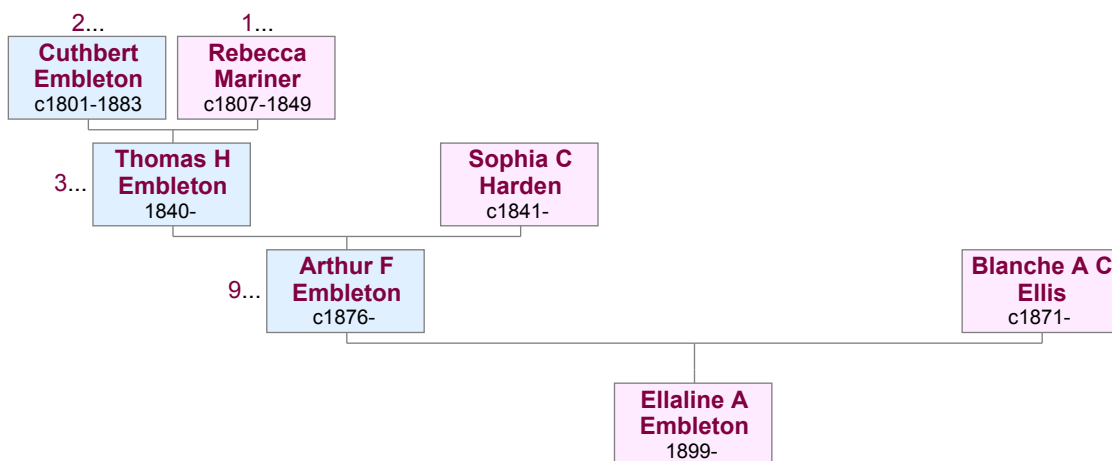 2...
1...
Cuthbert
Embleton
c1801-1883
Rebecca
Mariner
c1807-1849
3...
Thomas H
Embleton
1840-
Sophia C
Harden
c1841-
9...
Arthur F
Embleton
c1876-
Blanche A C
Ellis
c1871-
Ellaline A
Embleton
1899-